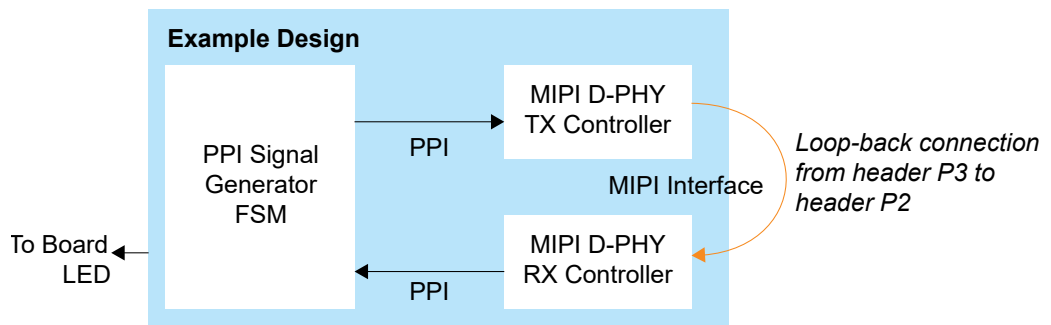 Example Design
PPI Signal
Generator
FSM
PPI
MIPI D-PHY
TX Controller
MIPI Interface
Loop-back connection
from header P3 to
header P2
MIPI D-PHY
RX Controller
PPI
To Board
LED